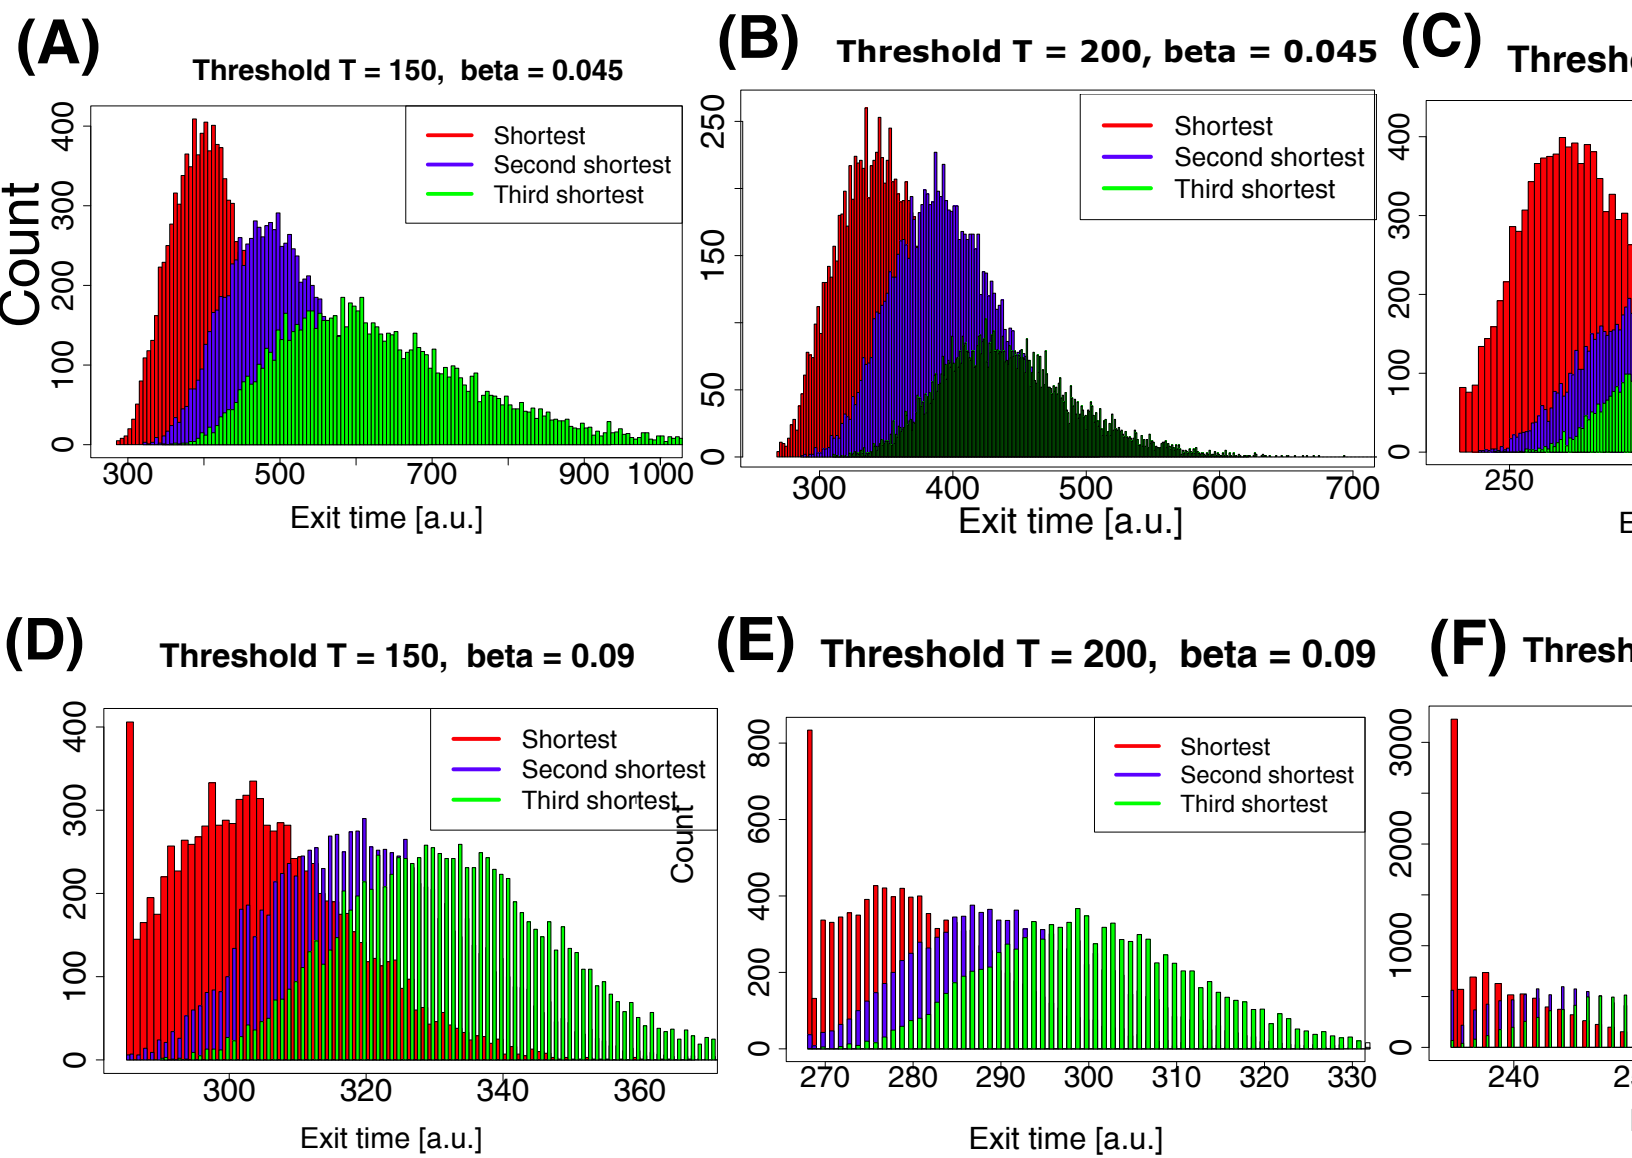 (A)
Threshold T = 150, beta = 0.045
Count
0 100 200 300 400
300 500 700 900 1000
Exit time [a.u.]
Shortest
Second shortest
Third shortest
(B)
Threshold T = 200, beta = 0.045
0 50 150 250
300 400 500 600 700
Exit time [a.u.]
Shortest
Second shortest
Third shortest
(C)
0 100 200 300 400
250
(D)
Threshold T = 150, beta = 0.09
0 100 200 300 400
300 320 340 360
Exit time [a.u.]
Shortest
Second shortest
Third shortest
(E)
Threshold T = 200, beta = 0.09
Count
0 200 400 600 800
270 280 290 300 310 320 330
Exit time [a.u.]
Shortest
Second shortest
Third shortest
(F)
0 1000 2000 3000
240